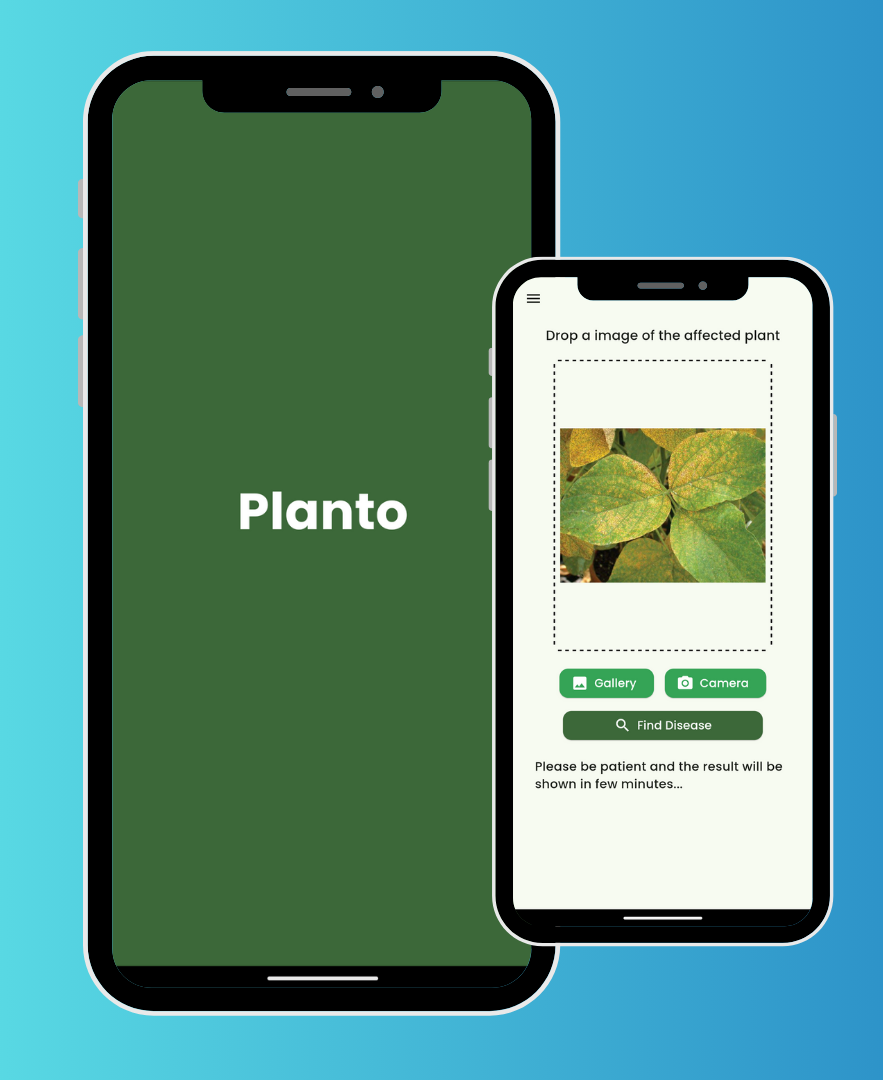 Planto
Drop a image of the affected plant
Gallery
Camera
Find Disease
Please be patient and the result will be
shown in few minutes...